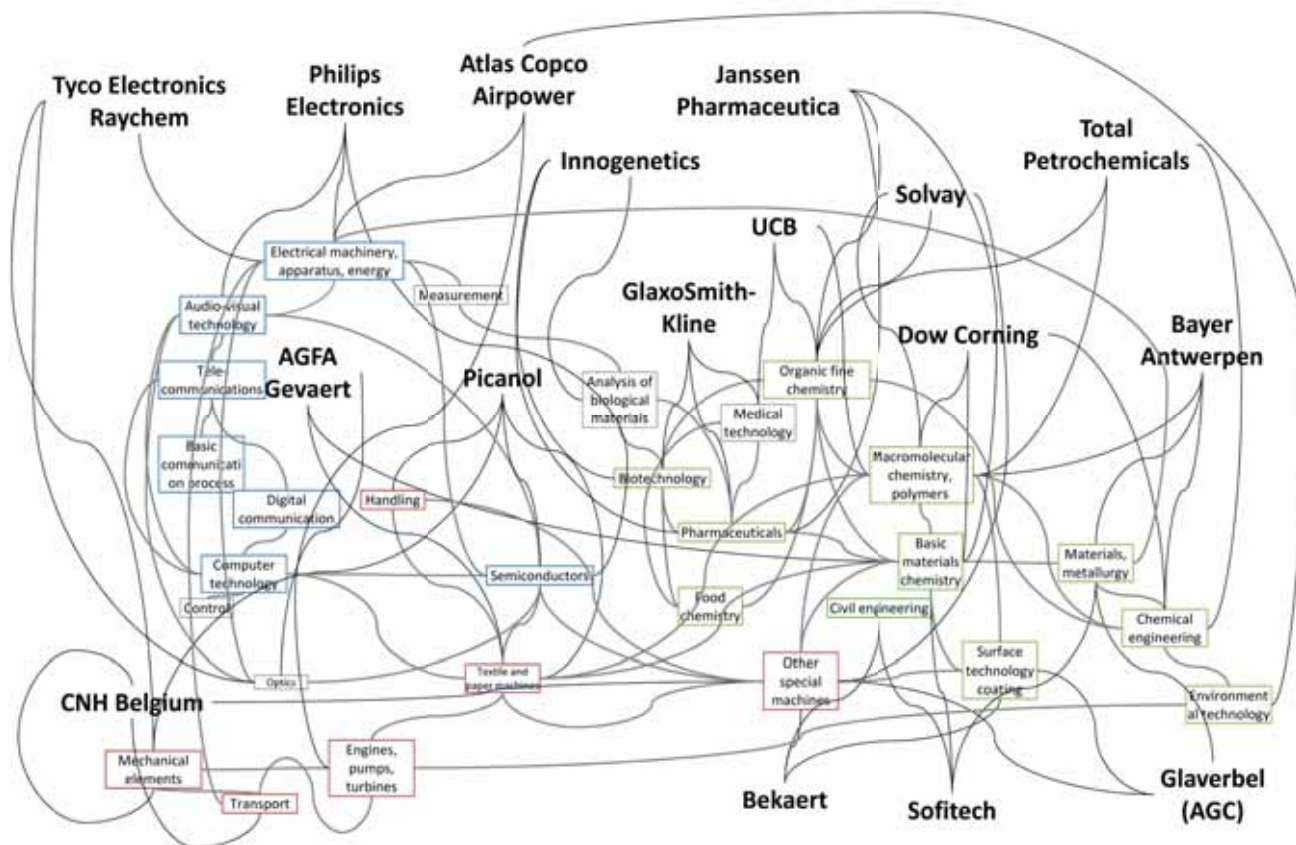 Tyco Electronics
Raychem
Philips
Electronics
Atlas Copco
Airpower
Janssen
Pharmaceutica
Total
Petrochemicals
Innogenetics
Solvay
UCB
Electrical machinery,
apparatus, energy
Measurement
GlaxoSmith-
Kline
Audio-visual
technology
Dow Corning
Bayer
Antwerpen
AGFA
Gevaert
Tele-
communications
Picanol
Analysis of
biological
materials
Organic fine
chemistry
Medical
technology
Basic
communicati
on process
Biotechnology
Macromolecular
chemistry,
polymers
Digital
communication
Handling
Pharmaceuticals
Basic
materials
chemistry
Materials,
metallurgy
Computer
technology
Semiconductors
Control
Food
chemistry
Civil engineering
Chemical
engineering
Optics
Textile and
paper machines
Other
special
machines
Surface
technology
coating
CNH Belgium
Environment
al technology
Mechanical
elements
Engines,
pumps,
turbines
Transport
Bekaert
Sofitech
Glaverbel
(AGC)